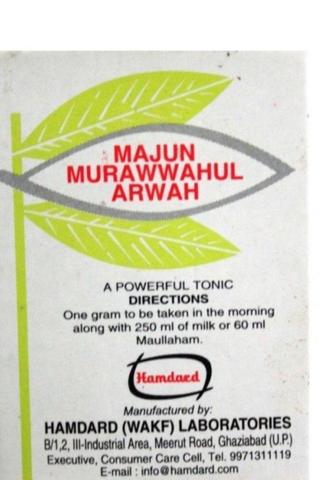 MAJUN
MURAWWAHUL
ARWAH
A POWERFUL TONIC
DIRECTIONS
One gram to be taken in the morning
along with 250 ml of milk or 60 ml
Maullaham.
Hamdard
Manufactured by:
HAMDARD (WAKF) LABORATORIES
B/1,2, III-Industrial Area, Meerut Road, Ghaziabad (U.P.)
Executive, Consumer Care Cell, Tel. 9971311119
E-mail : info@hamdard.com